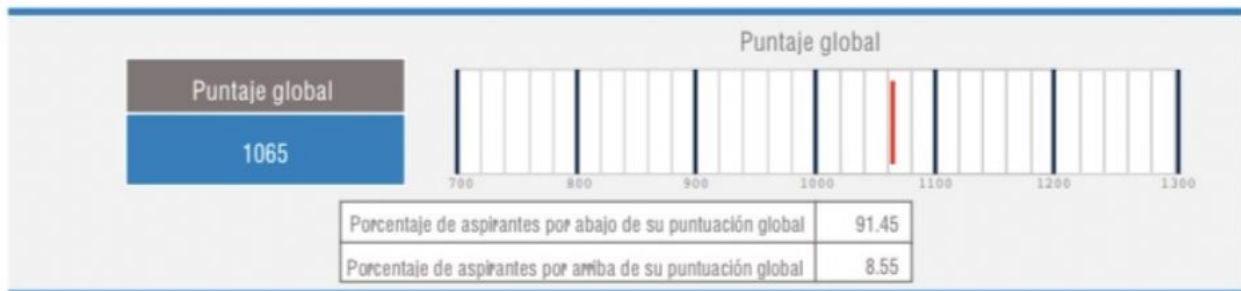 Puntaje global
Puntaje global
1065
700 800 900 1000 1100 1200 1300
Porcentaje de aspirantes por abajo de su puntuación global 91.45
Porcentaje de aspirantes por arriba de su puntuación global 8.55